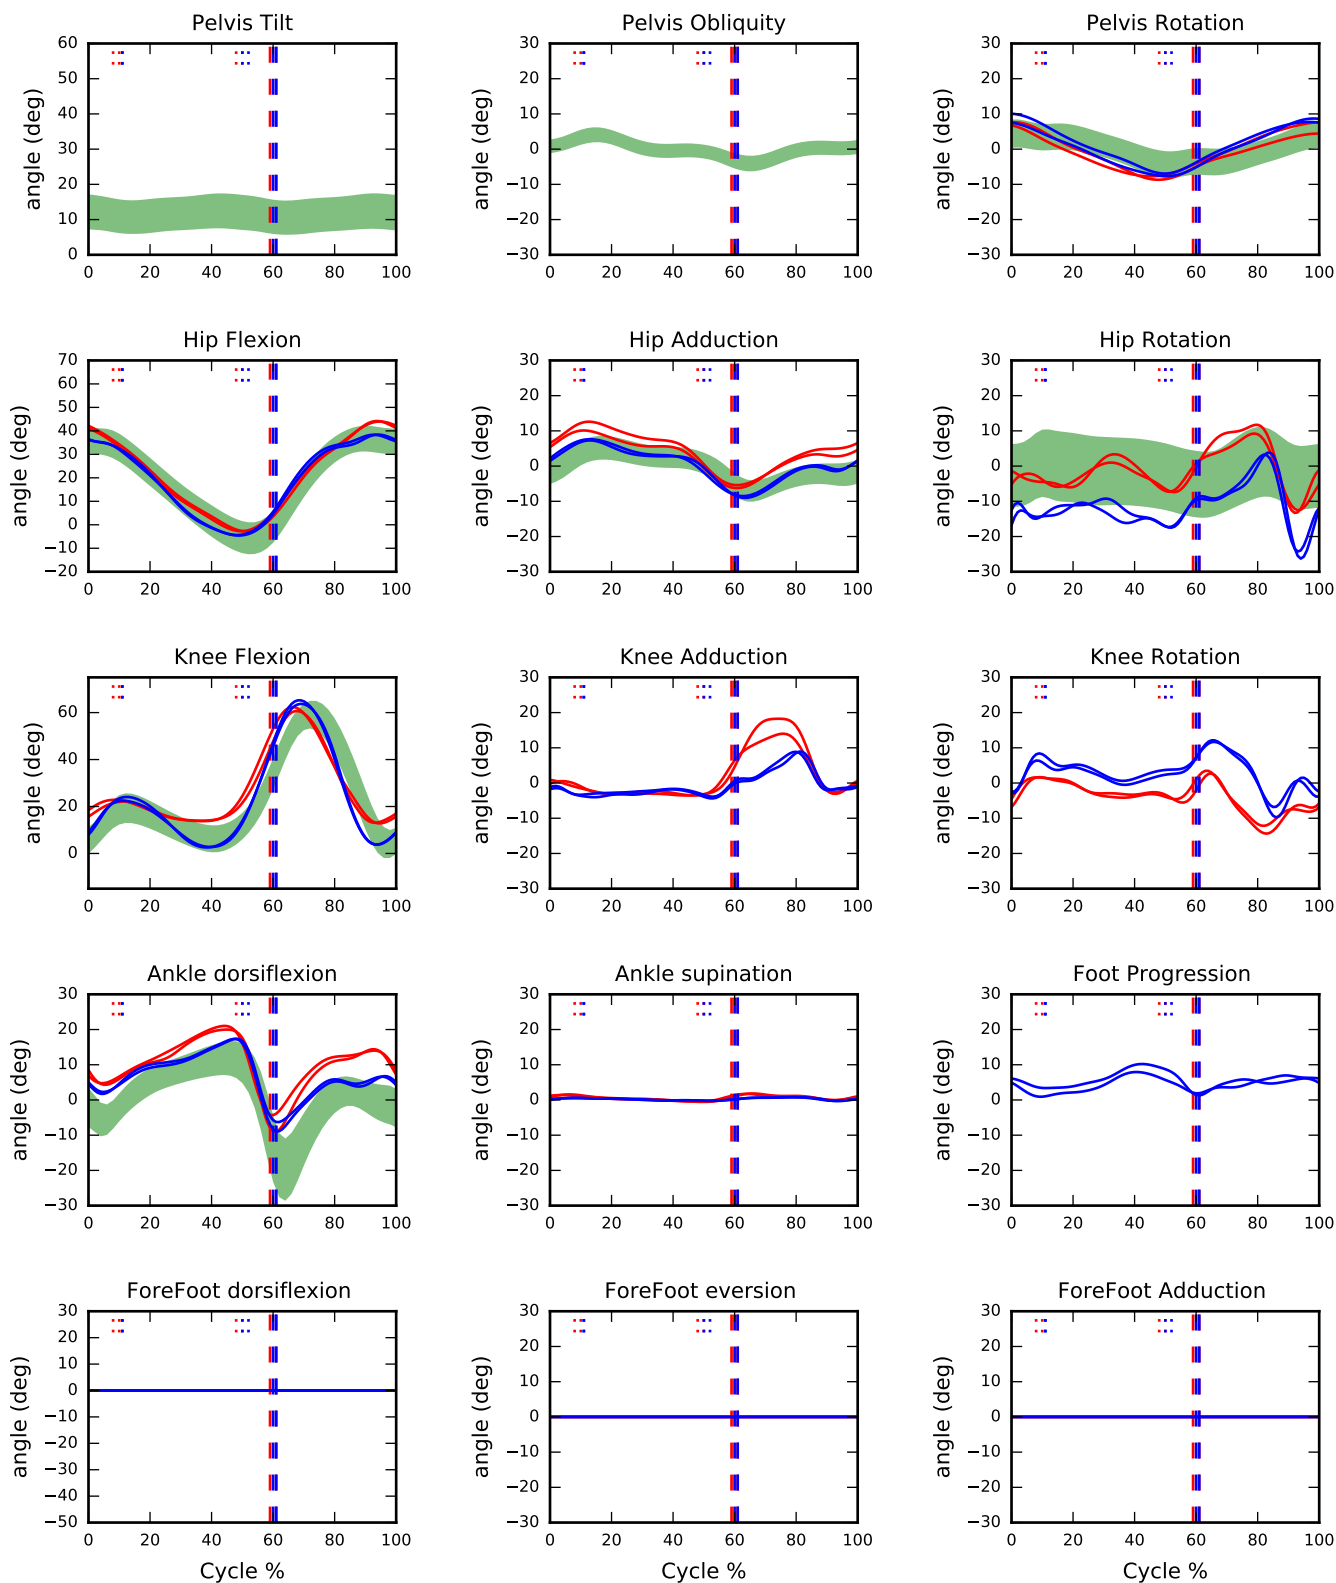 Pelvis Tilt
angle (deg)
60
50
40
30
20
10
0
0 20 40 60 80 100
Pelvis Obliquity
angle (deg)
30
20
10
0
−10
−20
−30
0 20 40 60 80 100
Pelvis Rotation
angle (deg)
30
20
10
0
−10
−20
−30
0 20 40 60 80 100
Hip Flexion
angle (deg)
70
60
50
40
30
20
10
0
−10
−20
0 20 40 60 80 100
Hip Adduction
angle (deg)
30
20
10
0
−10
−20
−30
0 20 40 60 80 100
Hip Rotation
angle (deg)
30
20
10
0
−10
−20
−30
0 20 40 60 80 100
Knee Flexion
angle (deg)
60
40
20
0
0 20 40 60 80 100
Knee Adduction
angle (deg)
30
20
10
0
−10
−20
−30
0 20 40 60 80 100
Knee Rotation
angle (deg)
30
20
10
0
−10
−20
−30
0 20 40 60 80 100
Ankle dorsiflexion
angle (deg)
30
20
10
0
−10
−20
−30
0 20 40 60 80 100
Ankle supination
angle (deg)
30
20
10
0
−10
−20
−30
0 20 40 60 80 100
Foot Progression
angle (deg)
30
20
10
0
−10
−20
−30
0 20 40 60 80 100
ForeFoot dorsiflexion
angle (deg)
30
20
10
0
−10
−20
−30
−40
−50
0 20 40 60 80 100
Cycle %
ForeFoot eversion
angle (deg)
30
20
10
0
−10
−20
−30
0 20 40 60 80 100
Cycle %
ForeFoot Adduction
angle (deg)
30
20
10
0
−10
−20
−30
0 20 40 60 80 100
Cycle %